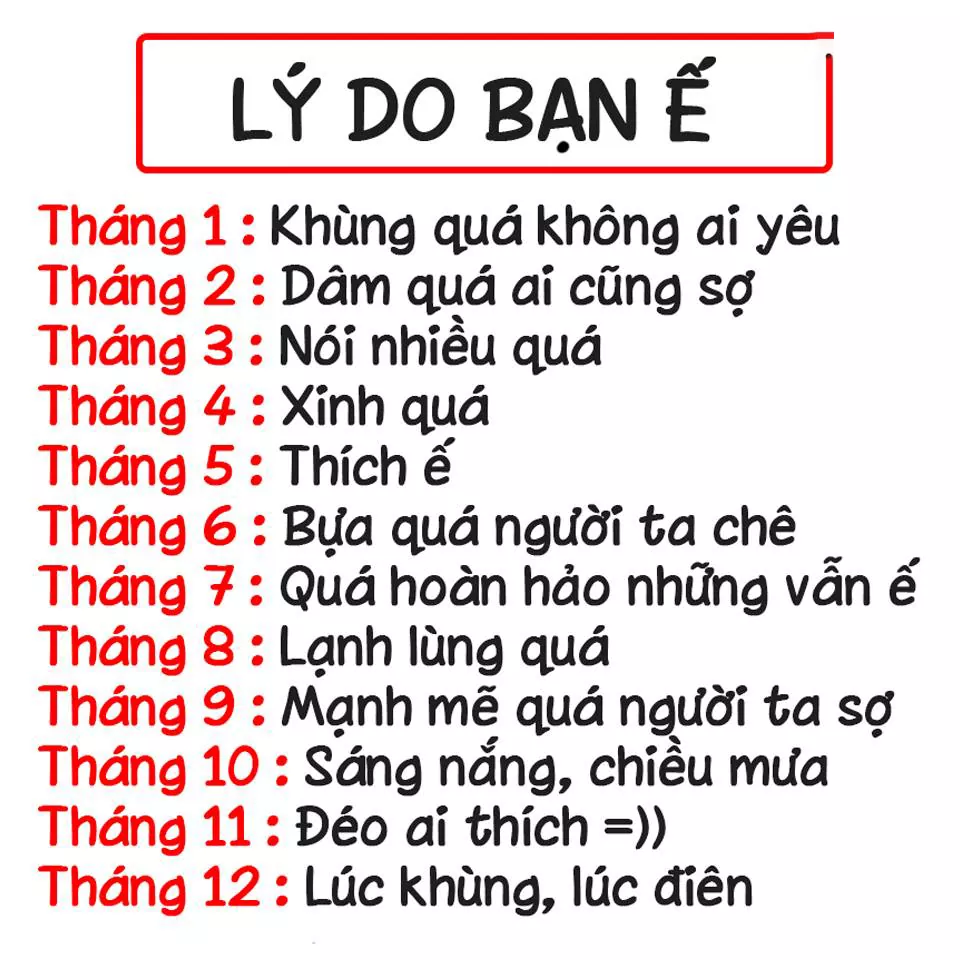 LÝ DO BẠN Ế
Tháng 1 : Khùng quá không ai yêu
Tháng 2 : Dâm quá ai cũng sợ
Tháng 3 : Nói nhiều quá
Tháng 4 : Xinh quá
Tháng 5 : Thích ế
Tháng 6 : Bựa quá người ta chê
Tháng 7 : Quá hoàn hảo những vẫn ế
Tháng 8 : Lạnh lùng quá
Tháng 9 : Mạnh mẽ quá người ta sợ
Tháng 10 : Sáng nắng, chiều mưa
Tháng 11 : Đéo ai thích =))
Tháng 12 : Lúc khùng, lúc điên